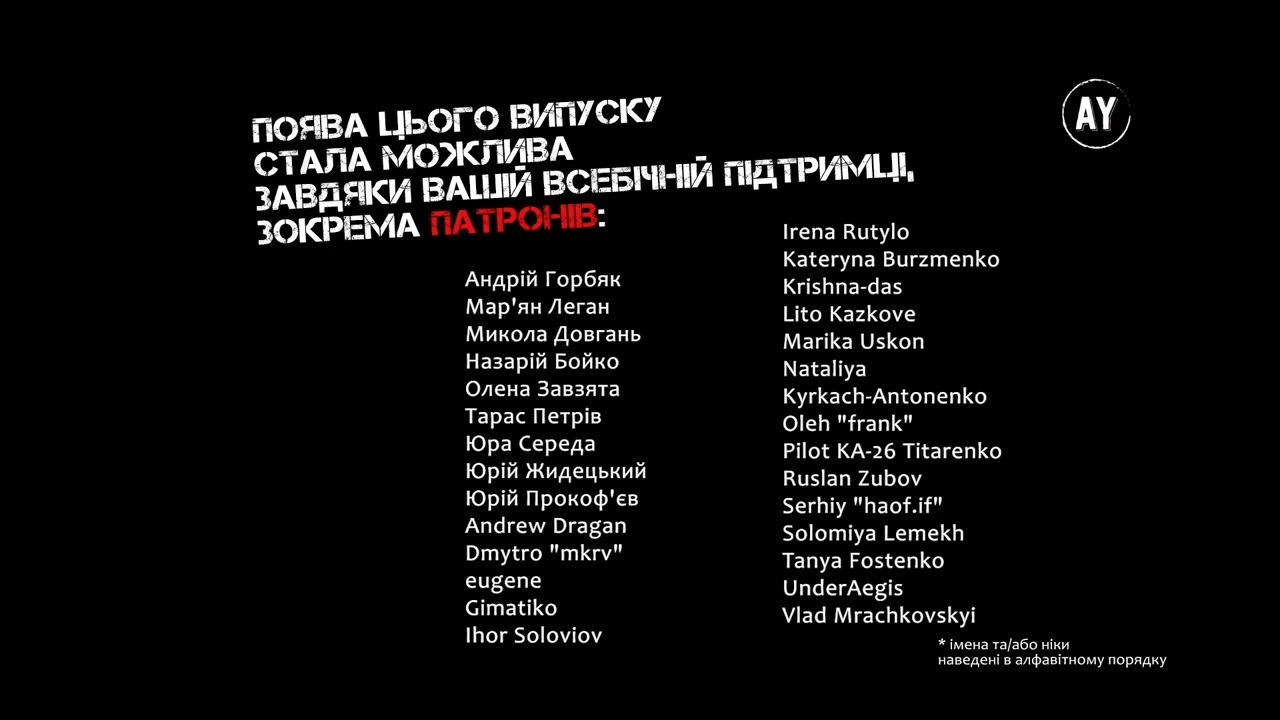 ПОЯВА ЦЬОГО ВИПУСКУ
СТАЛА МОЖЛИВА
ЗАВДЯКИ ВАШІЙ ВСЕБІЧНІЙ ПІДТРИМЦІ,
ЗОКРЕМА ПАТРОНІВ:
АУ
Андрій Горбяк
Мар'ян Леган
Микола Довгань
Назарій Бойко
Олена Завзята
Тарас Петрів
Юра Середа
Юрій Жидецький
Юрій Прокоф'єв
Andrew Dragan
Dmytro "mkrv"
eugene
Gimatiko
Ihor Soloviov
Irena Rutylo
Kateryna Burzmenko
Krishna-das
Lito Kazkove
Marika Uskon
Nataliya
Kyrkach-Antonenko
Oleh "frank"
Pilot KA-26 Titarenko
Ruslan Zubov
Serhiy "haof.if"
Solomiya Lemekh
Tanya Fostenko
UnderAegis
Vlad Mrachkovskyi
* імена та/або ніки
наведені в алфавітному порядку